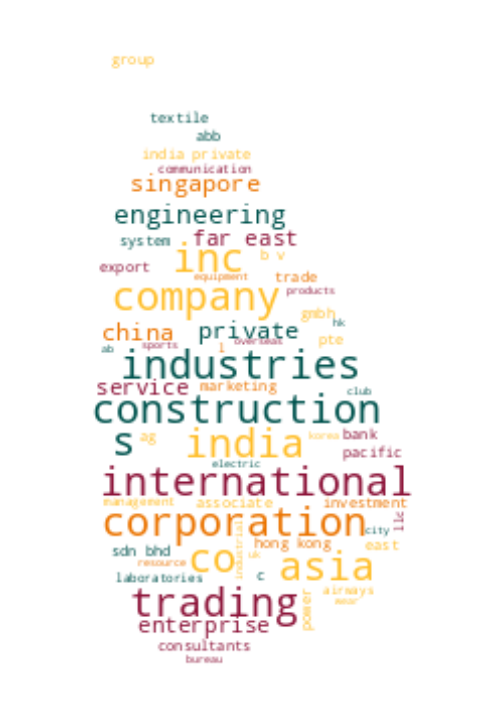 group
textile
abb
india private
communication
singapore
engineering
system far east
inc b v
export equipment trade
company products
gmbh
hk
china private pte
ab sports l overseas
industries
service marketing club
construction
s ag india korea bank
electric pacific
international
management associate investment
corporation city llc
industrial
hong kong east
sdn bhd co uk
resource asia
laboratories c
airways
trading power wear
enterprise
consultants
bureau